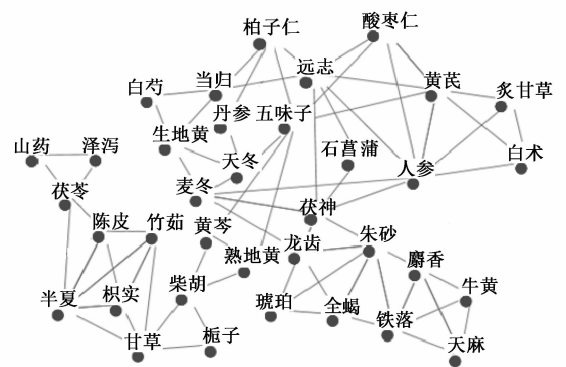 柏子仁
酸枣仁
远志
白芍
当归
黄芪
炙甘草
丹参
五味子
生地黄
石菖蒲
山药
泽泻
天冬
人参
白术
茯苓
麦冬
茯神
陈皮
竹茹
黄芩
龙齿
朱砂
熟地黄
麝香
柴胡
牛黄
半夏
枳实
琥珀
全蝎
铁落
甘草
栀子
天麻